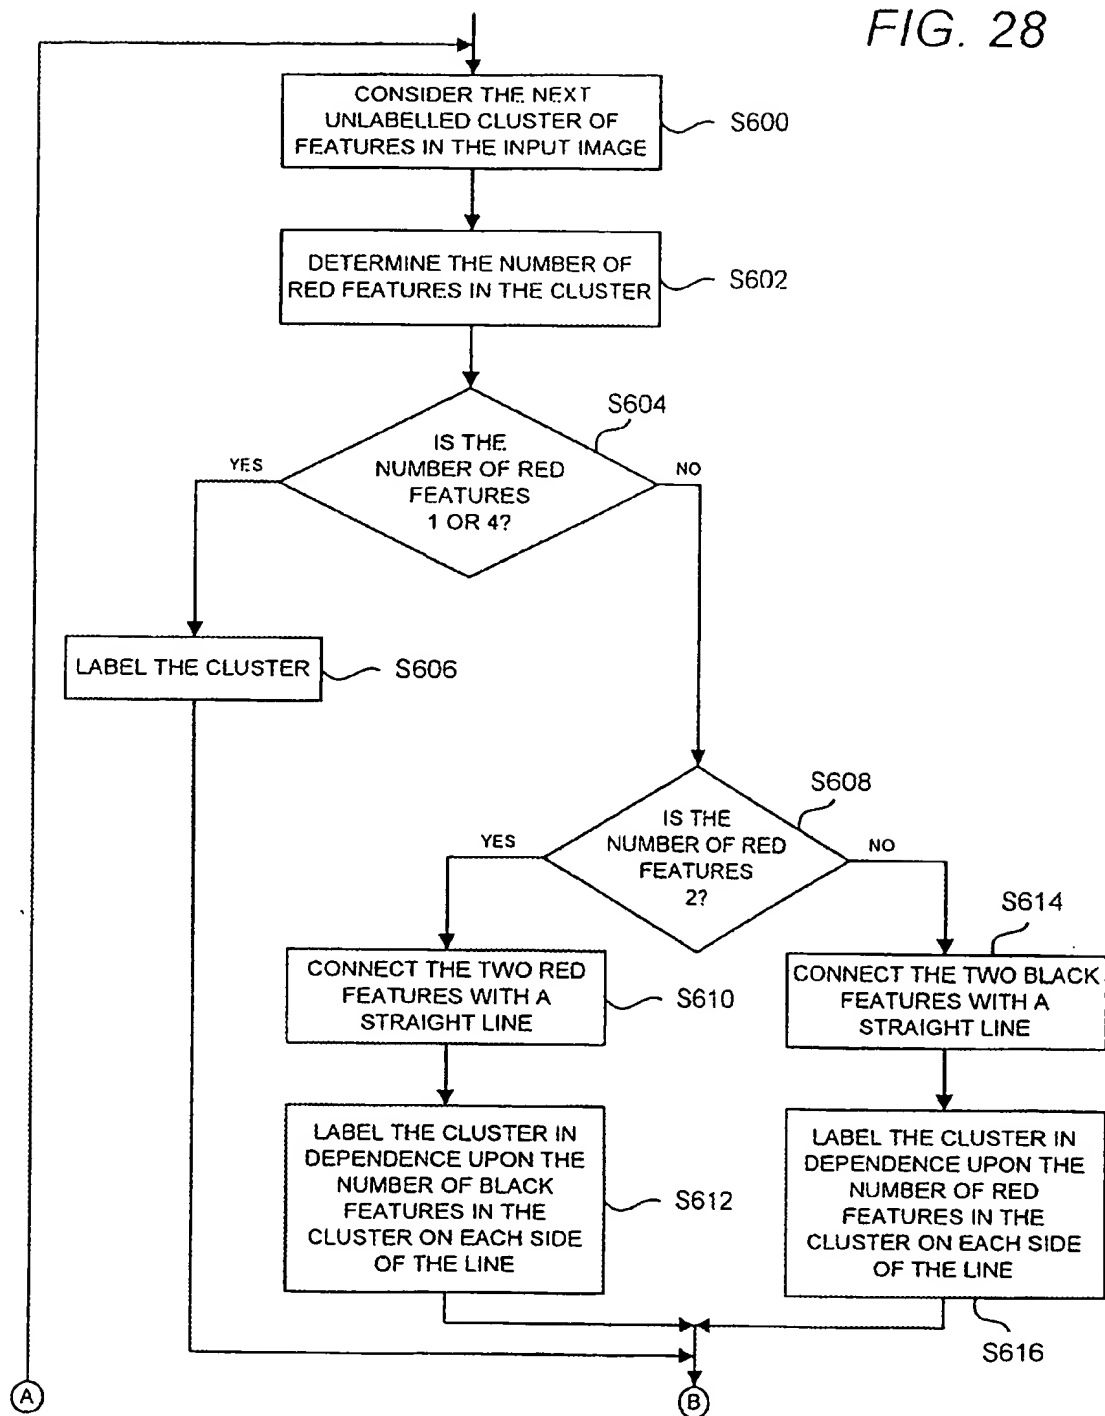 FIG. 28
CONSIDER THE NEXT
UNLABELLED CLUSTER OF
FEATURES IN THE INPUT IMAGE
S600
DETERMINE THE NUMBER OF
RED FEATURES IN THE CLUSTER
S602
S604
IS THE
NUMBER OF RED
FEATURES
1 OR 4?
YES
NO
LABEL THE CLUSTER
S606
S608
IS THE
NUMBER OF RED
FEATURES
2?
YES
NO
CONNECT THE TWO RED
FEATURES WITH A
STRAIGHT LINE
S610
S614
CONNECT THE TWO BLACK
FEATURES WITH A
STRAIGHT LINE
LABEL THE CLUSTER IN
DEPENDENCE UPON THE
NUMBER OF BLACK
FEATURES IN THE
CLUSTER ON EACH SIDE
OF THE LINE
S612
LABEL THE CLUSTER IN
DEPENDENCE UPON THE
NUMBER OF RED
FEATURES IN THE
CLUSTER ON EACH SIDE
OF THE LINE
S616
A
B